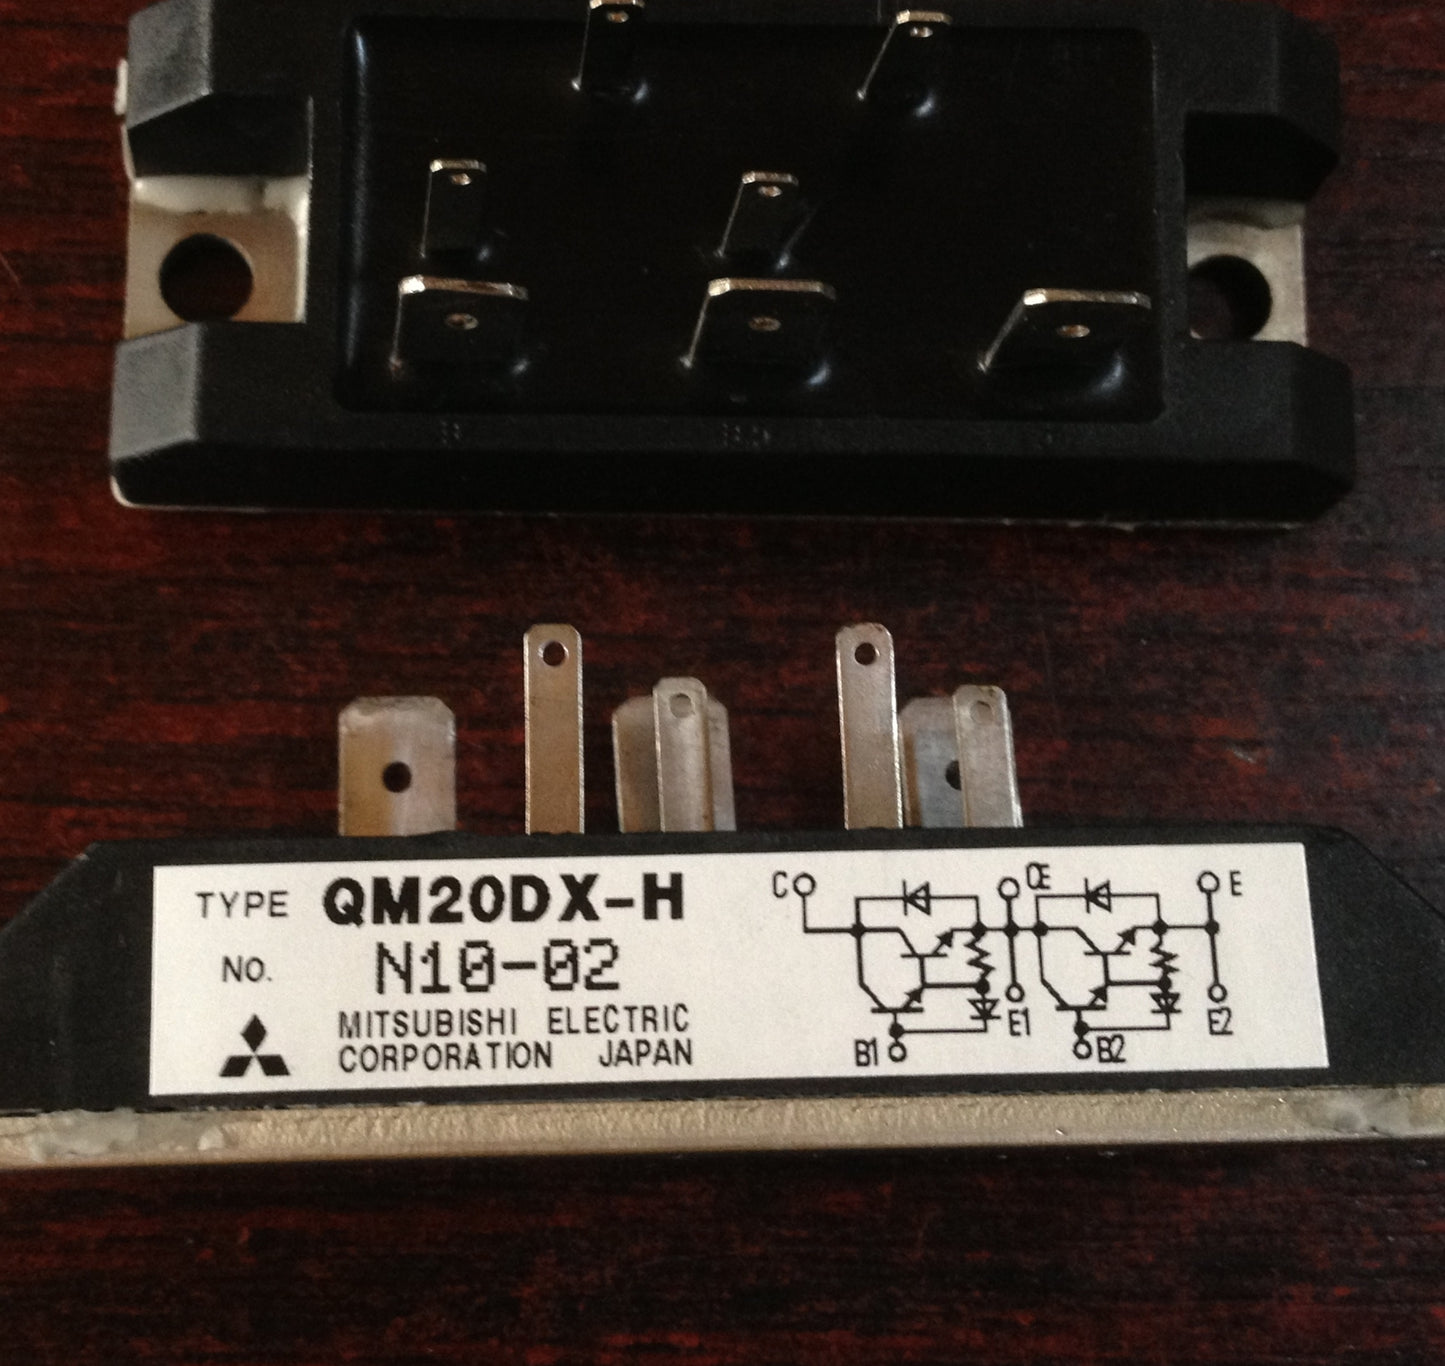 TYPE QM20DX-H
NO. N10-02
MITSUBISHI ELECTRIC
CORPORATION JAPAN
C CE E
E1 E2
B1 B2